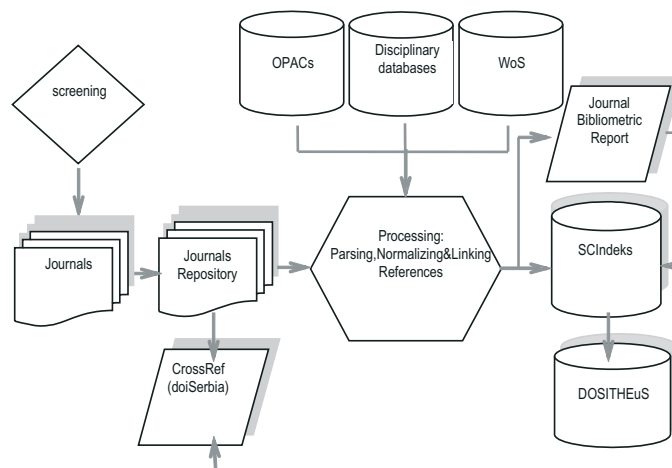 OPACs
Disciplinary
databases
WoS
screening
Journal
Bibliometric
Report
Journals
Journals
Repository
Processing:
Parsing,Normalizing&Linking
References
SCIndeks
CrossRef
(doiSerbia)
DOSITHEuS